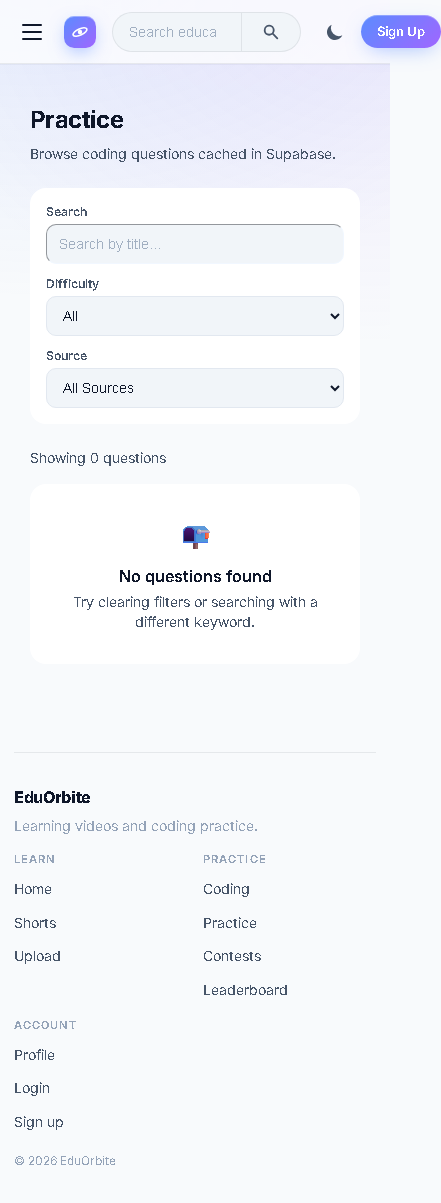 Search educa
Sign Up
Practice
Browse coding questions cached in Supabase.
Search
Search by title...
Difficulty
All
Source
All Sources
Showing 0 questions
No questions found
Try clearing filters or searching with a
different keyword.
EduOrbite
Learning videos and coding practice.
LEARN
Home
Shorts
Upload
PRACTICE
Coding
Practice
Contests
Leaderboard
ACCOUNT
Profile
Login
Sign up
© 2026 EduOrbite